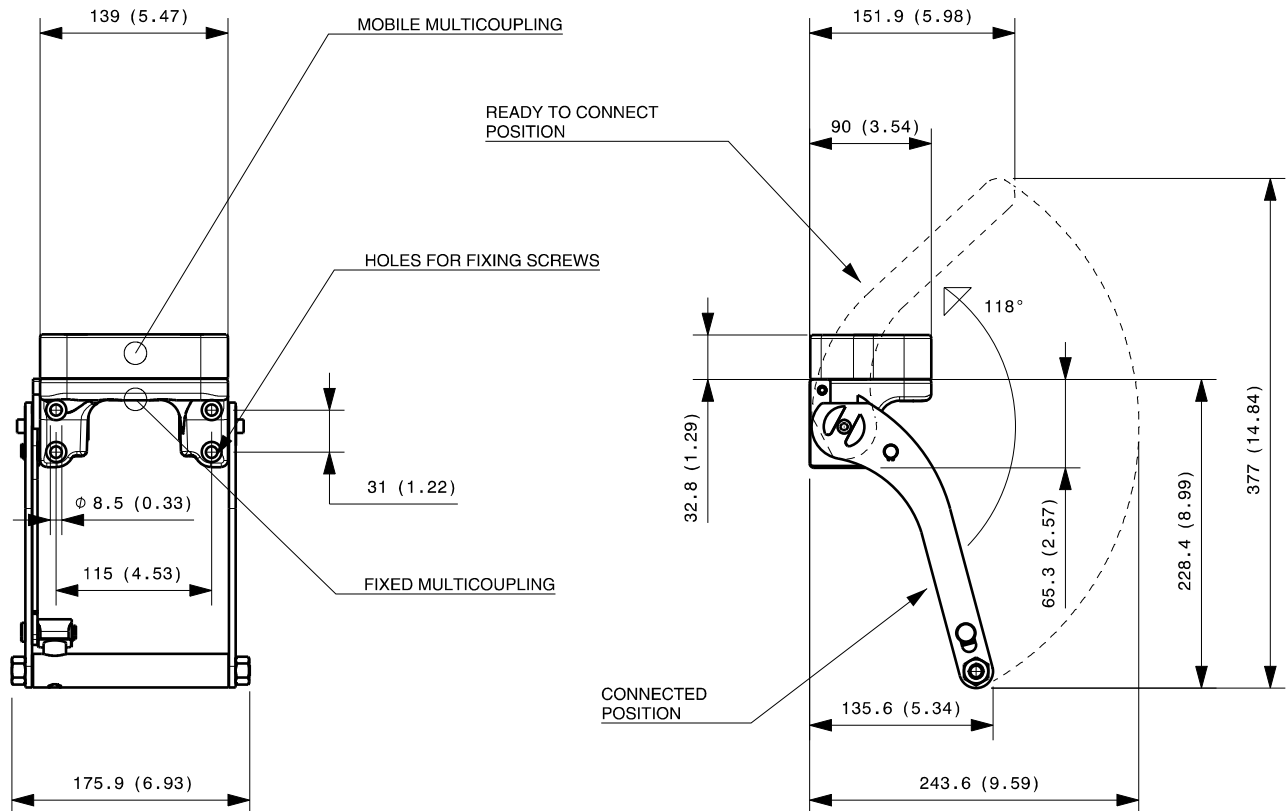 139 (5.47)
MOBILE MULTICOUPLING
151.9 (5.98)
READY TO CONNECT
POSITION
90 (3.54)
HOLES FOR FIXING SCREWS
118°
32.8 (1.29)
377 (14.84)
31 (1.22)
ϕ 8.5 (0.33)
115 (4.53)
FIXED MULTICOUPLING
65.3 (2.57)
228.4 (8.99)
CONNECTED
POSITION
135.6 (5.34)
175.9 (6.93)
243.6 (9.59)